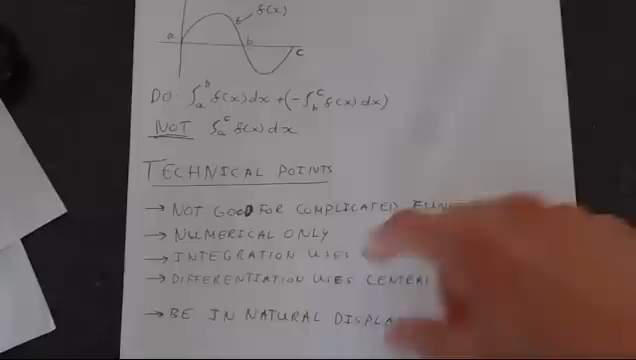 f(x)
a b c
DO: ∫ₐᵇ f(x)dx + (-∫ᵇᶜ f(x)dx)
NOT ∫ₐᶜ f(x)dx
TECHNICAL POINTS
→ NOT GOOD FOR COMPLICATED
→ NUMERICAL ONLY
→ INTEGRATION USES
→ DIFFERENTIATION USES CENTRAL
→ BE IN NATURAL